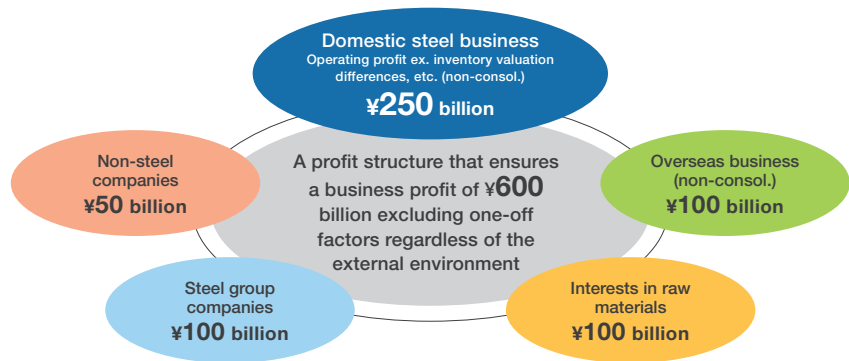 Domestic steel business
Operating profit ex. inventory valuation
differences, etc. (non-consol.)
¥250 billion
Non-steel
companies
¥50 billion
A profit structure that ensures
a business profit of ¥600
billion excluding one-off
factors regardless of the
external environment
Overseas business
(non-consol.)
¥100 billion
Steel group
companies
¥100 billion
Interests in raw
materials
¥100 billion